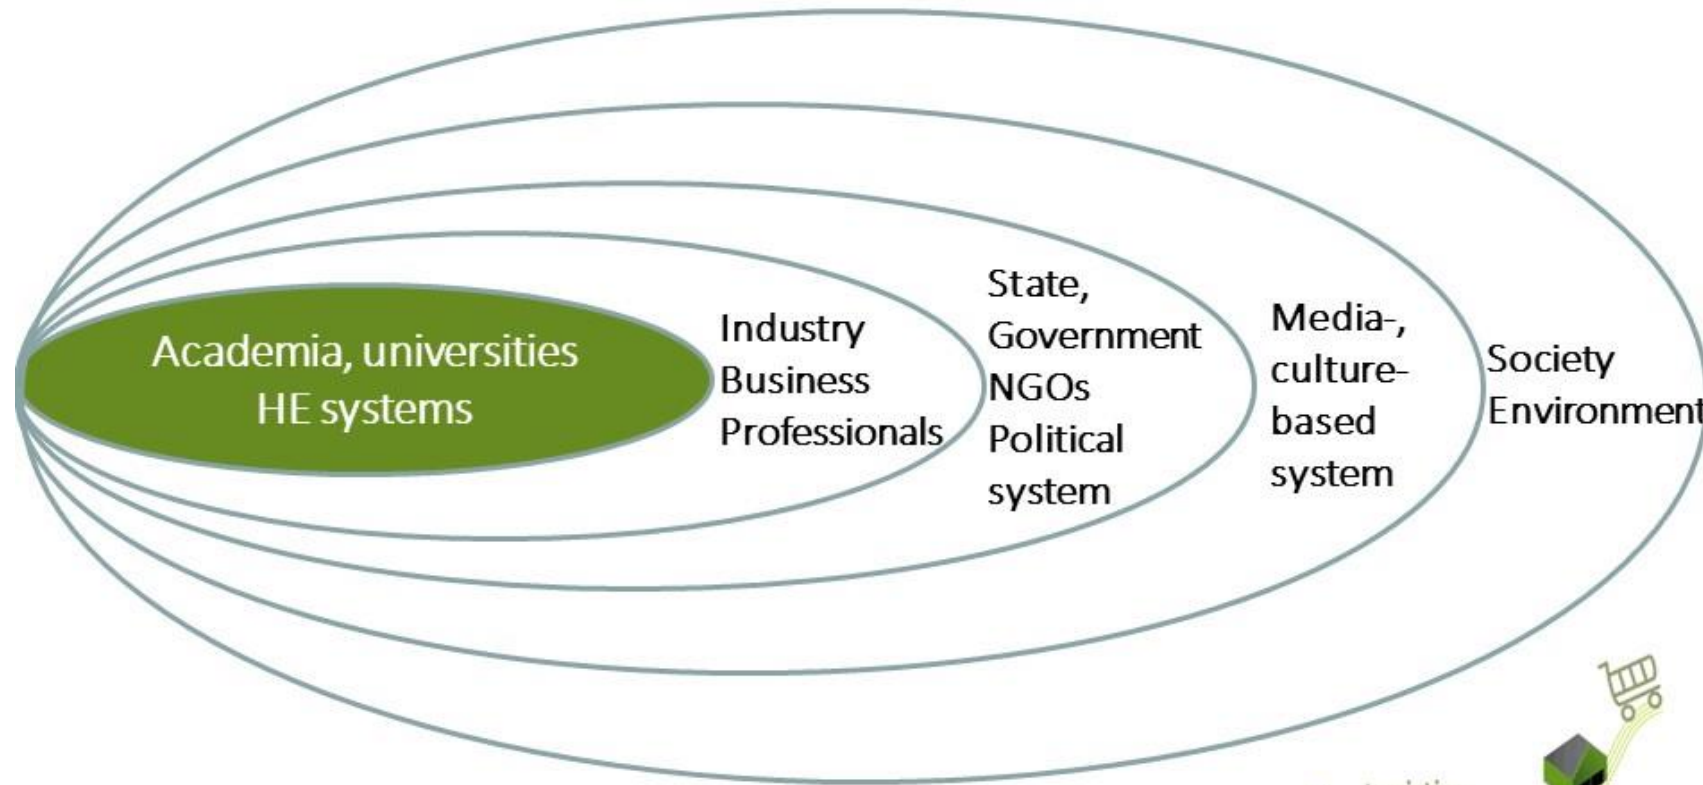 Academia, universities
HE systems
Industry
Business
Professionals
State,
Government
NGOs
Political
system
Media-,
culture-
based
system
Society
Environment